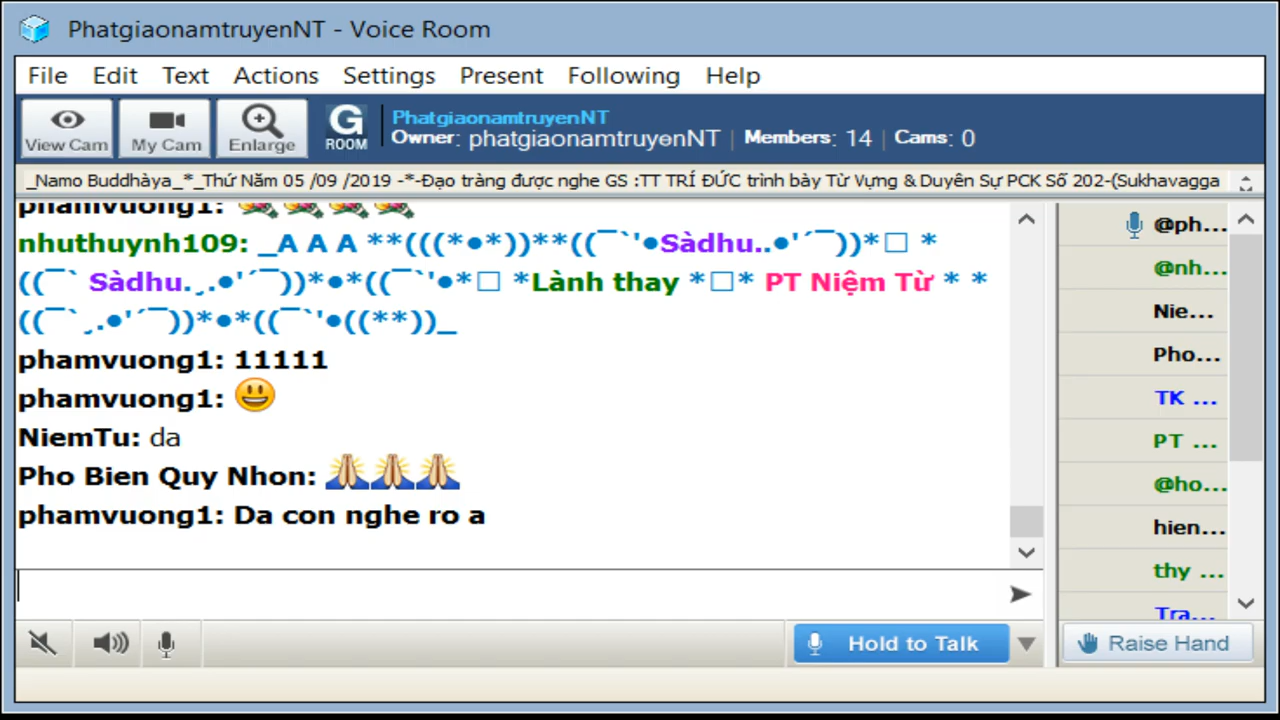 PhatgiaonamtruyenNT - Voice Room
File Edit Text Actions Settings Present Following Help
View Cam My Cam Enlarge G ROOM
PhatgiaonamtruyenNT
Owner: phatgiaonamtruyenNT | Members: 14 | Cams: 0
_Namo Buddhàya_*_Thứ Năm 05 /09 /2019 -*-Đạo tràng được nghe GS :TT TRÍ ĐỨC trình bày Từ Vựng & Duyên Sự PCK Số 202-(Sukhavagga
phamvuong1:
nhuthuynh109: _A A A **(((*●*))**((¯`'●Sàdhu..●'´¯))*□ *
((¯` Sàdhu.¸.●'´¯))*●*((¯`'●*□ *Lành thay *□* PT Niệm Từ * *
((¯`¸.●'´¯))*●*((¯`'●((**))_
phamvuong1: 11111
phamvuong1: 😃
NiemTu: da
Pho Bien Quy Nhon: 🙏🙏🙏
phamvuong1: Da con nghe ro a
@ph...
@nh...
Nie...
Pho...
TK ...
PT ...
@ho...
hien...
thy ...
Tra...
Hold to Talk
Raise Hand